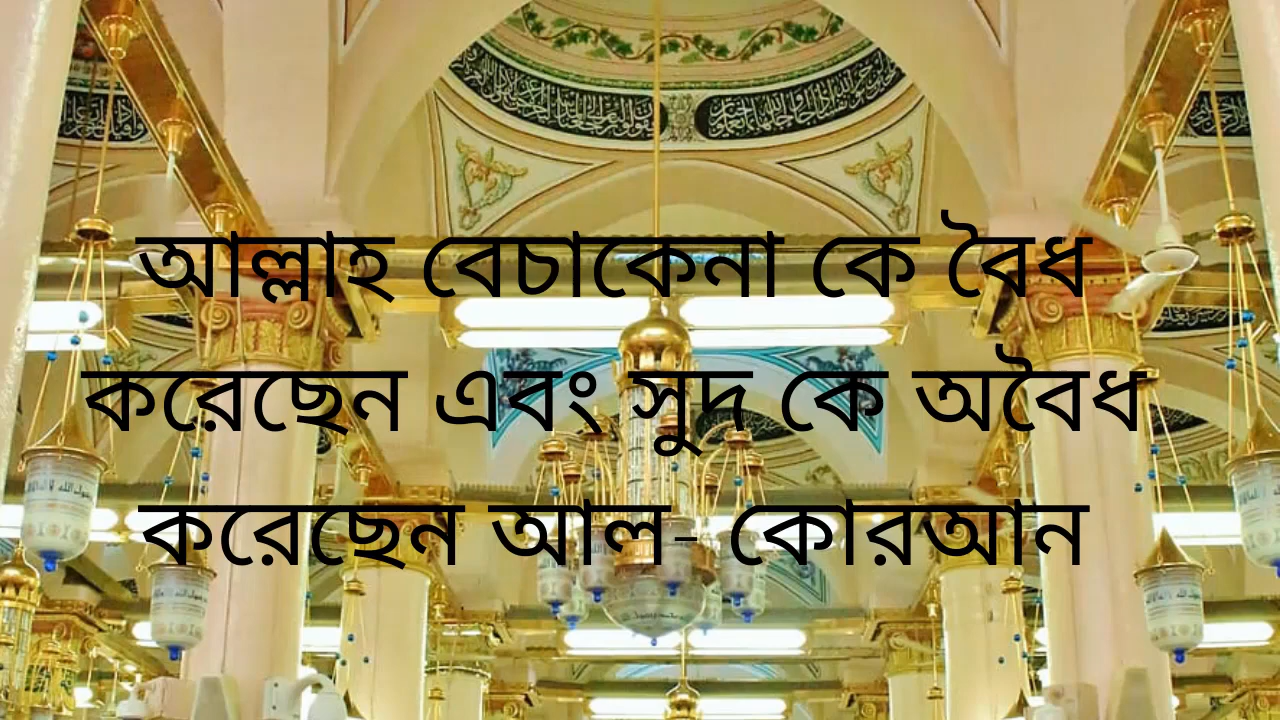 আল্লাহ বেচাকেনা কে বৈধ
করেছেন এবং সুদ কে অবৈধ
করেছেন আল- কোরআন